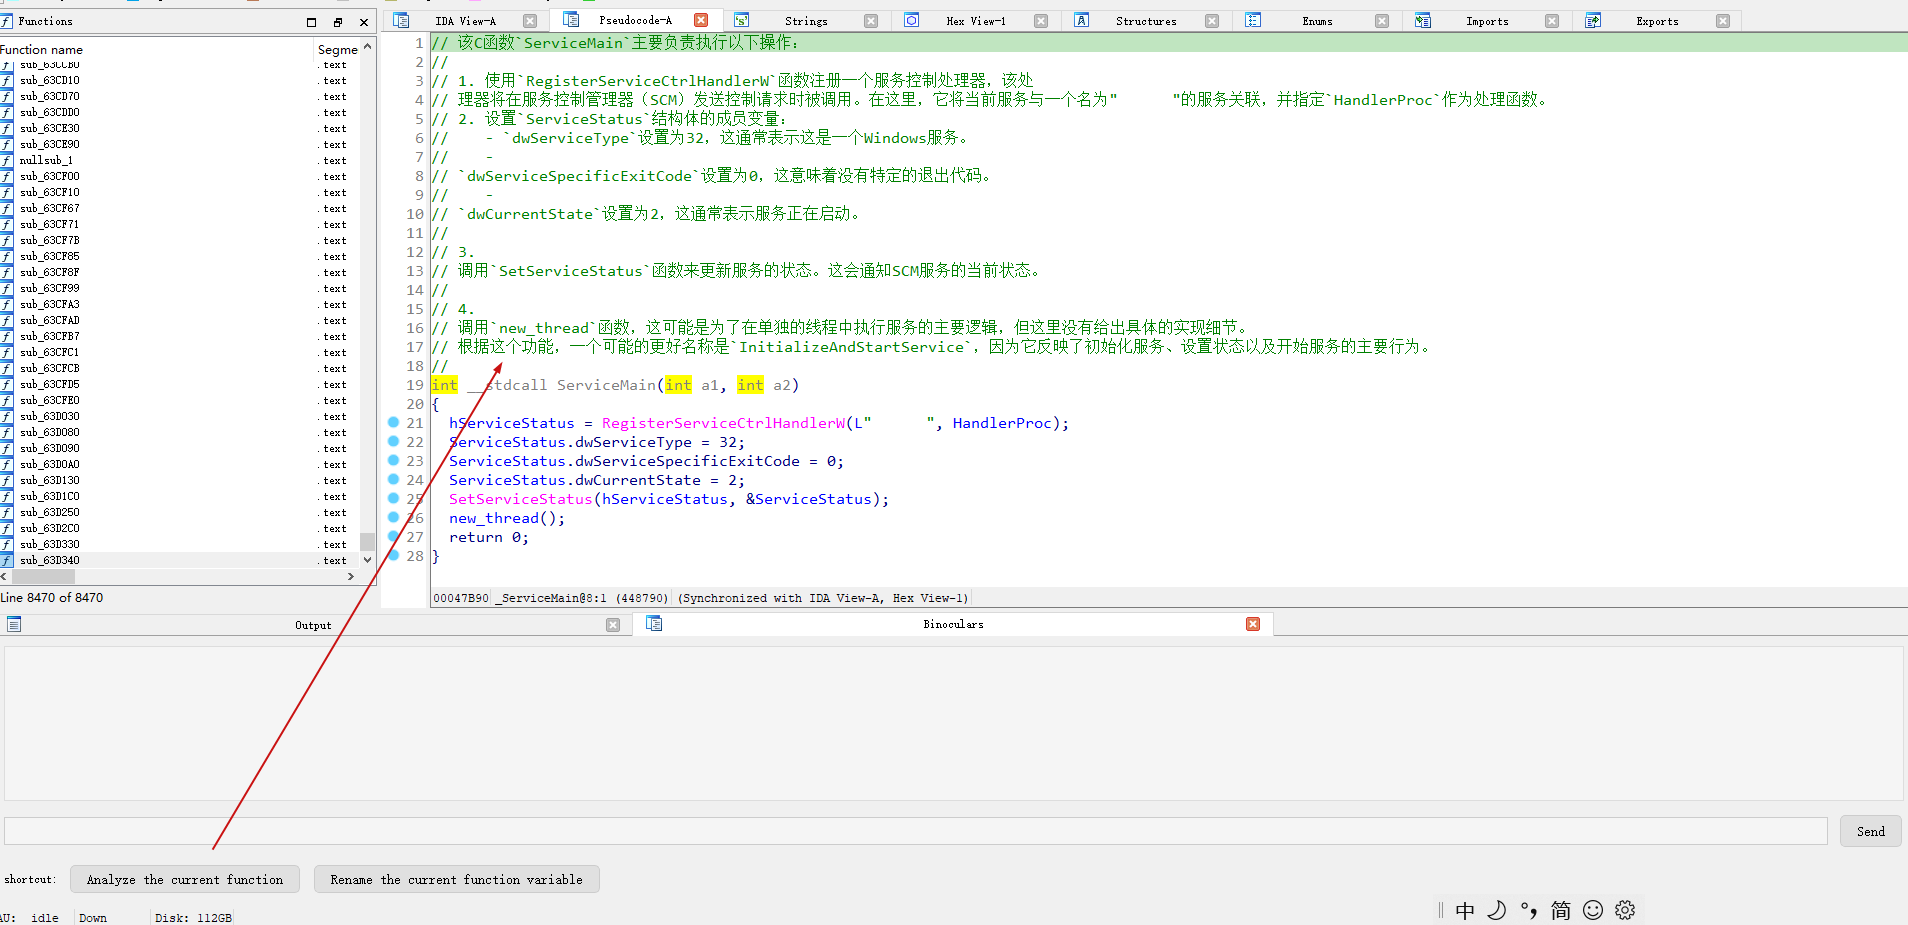 Functions
IDA View-A
Pseudocode-A
Strings
Hex View-1
Structures
Enums
Imports
Exports
Function name
Segme
sub_63CCB0 .text
sub_63CD10 .text
sub_63CD70 .text
sub_63CDD0 .text
sub_63CE30 .text
sub_63CE90 .text
nullsub_1 .text
sub_63CF00 .text
sub_63CF10 .text
sub_63CF67 .text
sub_63CF71 .text
sub_63CF7B .text
sub_63CF85 .text
sub_63CF8F .text
sub_63CF99 .text
sub_63CFA3 .text
sub_63CFAD .text
sub_63CFB7 .text
sub_63CFC1 .text
sub_63CFCB .text
sub_63CFD5 .text
sub_63CFE0 .text
sub_63D030 .text
sub_63D080 .text
sub_63D090 .text
sub_63D0A0 .text
sub_63D130 .text
sub_63D1C0 .text
sub_63D250 .text
sub_63D2C0 .text
sub_63D330 .text
sub_63D340 .text
Line 8470 of 8470
1 // 该C函数`ServiceMain`主要负责执行以下操作：
2 //
3 // 1. 使用`RegisterServiceCtrlHandlerW`函数注册一个服务控制处理器，该处
4 // 理器将在服务控制管理器（SCM）发送控制请求时被调用。在这里，它将当前服务与一个名为" "的服务关联，并指定`HandlerProc`作为处理函数。
5 // 2. 设置`ServiceStatus`结构体的成员变量：
6 // - `dwServiceType`设置为32，这通常表示这是一个Windows服务。
7 // -
8 // `dwServiceSpecificExitCode`设置为0，这意味着没有特定的退出代码。
9 // -
10 // `dwCurrentState`设置为2，这通常表示服务正在启动。
11 //
12 // 3.
13 // 调用`SetServiceStatus`函数来更新服务的状态。这会通知SCM服务的当前状态。
14 //
15 // 4.
16 // 调用`new_thread`函数，这可能是为了在单独的线程中执行服务的主要逻辑，但这里没有给出具体的实现细节。
17 // 根据这个功能，一个可能的更好名称是`InitializeAndStartService`，因为它反映了初始化服务、设置状态以及开始服务的主要行为。
18 //
19 int __stdcall ServiceMain(int a1, int a2)
20 {
21 hServiceStatus = RegisterServiceCtrlHandlerW(L" ", HandlerProc);
22 ServiceStatus.dwServiceType = 32;
23 ServiceStatus.dwServiceSpecificExitCode = 0;
24 ServiceStatus.dwCurrentState = 2;
25 SetServiceStatus(hServiceStatus, &ServiceStatus);
26 new_thread();
27 return 0;
28 }
00047B90 _ServiceMain@8:1 (448790) (Synchronized with IDA View-A, Hex View-1)
Output
Binoculars
Send
shortcut:
Analyze the current function
Rename the current function variable
AU: idle Down Disk: 112GB
中 °, 简